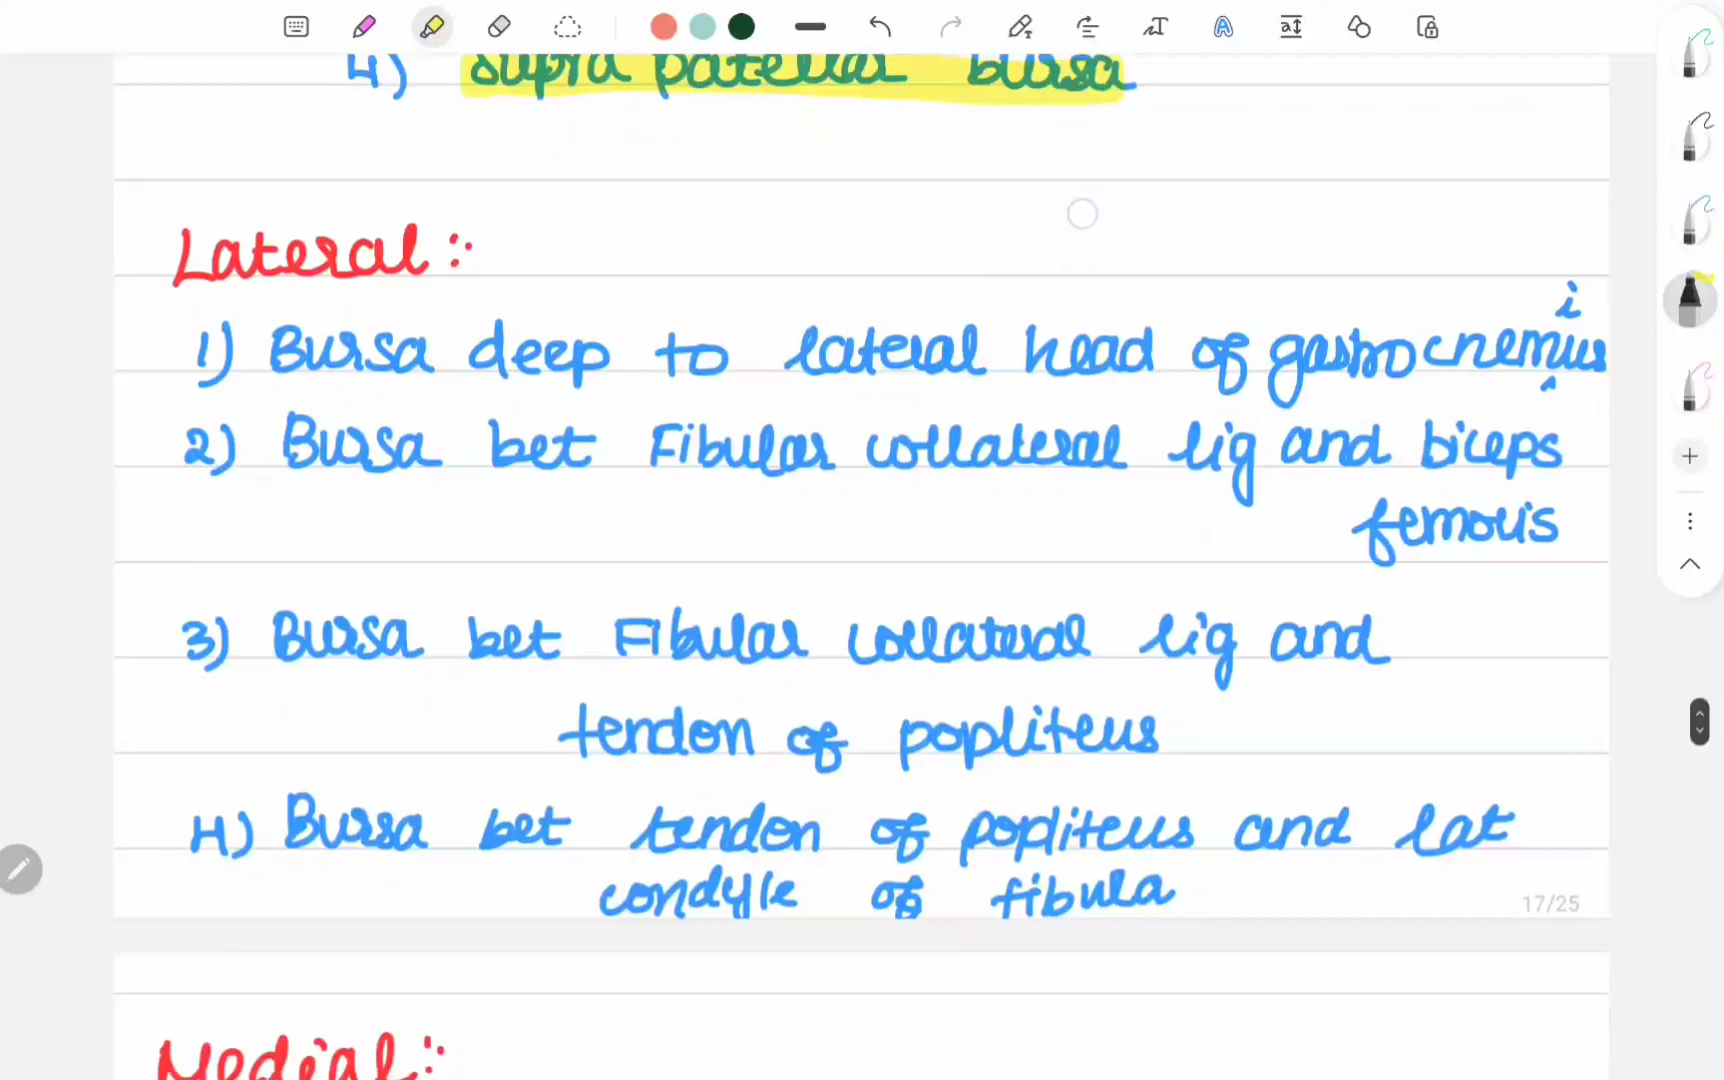 4) Supra patellar bursa
Lateral :-
i
1) Bursa deep to lateral head of gastrocnemus
2) Bursa bet Fibular collateral lig and biceps
femoris
3) Bursa bet Fibular collateral lig and
tendon of popliteus
4) Bursa bet tendon of popliteus and lat
condyle of fibula
17/25
Medial :-